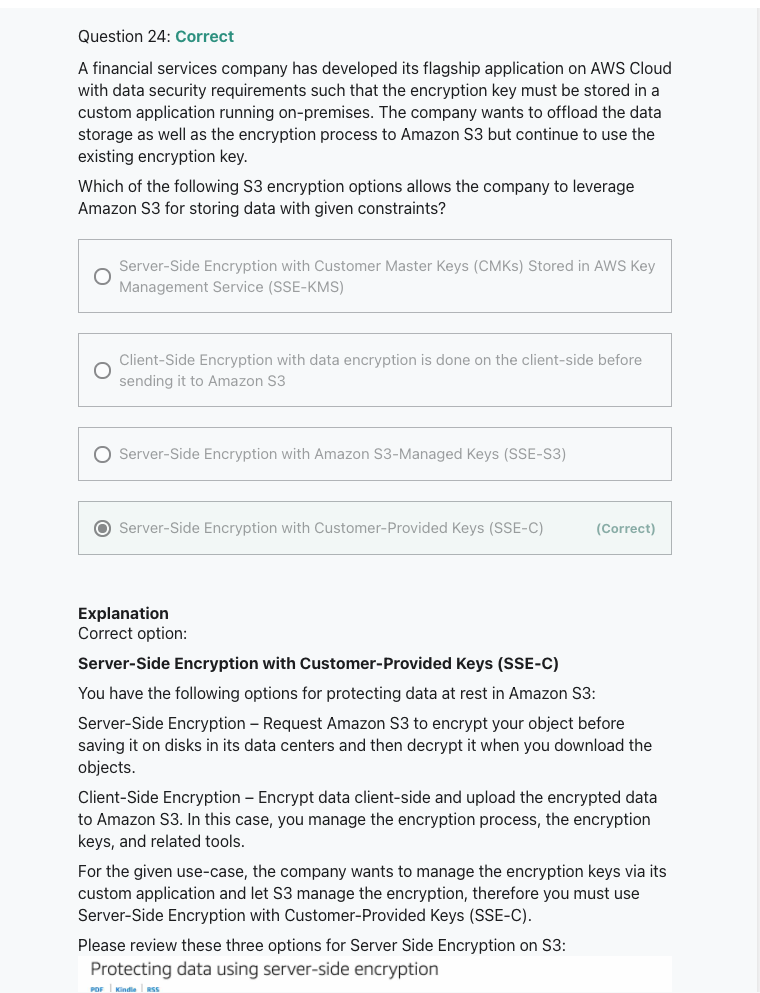 Question 24: Correct
A financial services company has developed its flagship application on AWS Cloud
with data security requirements such that the encryption key must be stored in a
custom application running on-premises. The company wants to offload the data
storage as well as the encryption process to Amazon S3 but continue to use the
existing encryption key.
Which of the following S3 encryption options allows the company to leverage
Amazon S3 for storing data with given constraints?
Server-Side Encryption with Customer Master Keys (CMKs) Stored in AWS Key
Management Service (SSE-KMS)
Client-Side Encryption with data encryption is done on the client-side before
sending it to Amazon S3
Server-Side Encryption with Amazon S3-Managed Keys (SSE-S3)
Server-Side Encryption with Customer-Provided Keys (SSE-C) (Correct)
Explanation
Correct option:
Server-Side Encryption with Customer-Provided Keys (SSE-C)
You have the following options for protecting data at rest in Amazon S3:
Server-Side Encryption – Request Amazon S3 to encrypt your object before
saving it on disks in its data centers and then decrypt it when you download the
objects.
Client-Side Encryption – Encrypt data client-side and upload the encrypted data
to Amazon S3. In this case, you manage the encryption process, the encryption
keys, and related tools.
For the given use-case, the company wants to manage the encryption keys via its
custom application and let S3 manage the encryption, therefore you must use
Server-Side Encryption with Customer-Provided Keys (SSE-C).
Please review these three options for Server Side Encryption on S3:
Protecting data using server-side encryption
PDF | Kindle | RSS